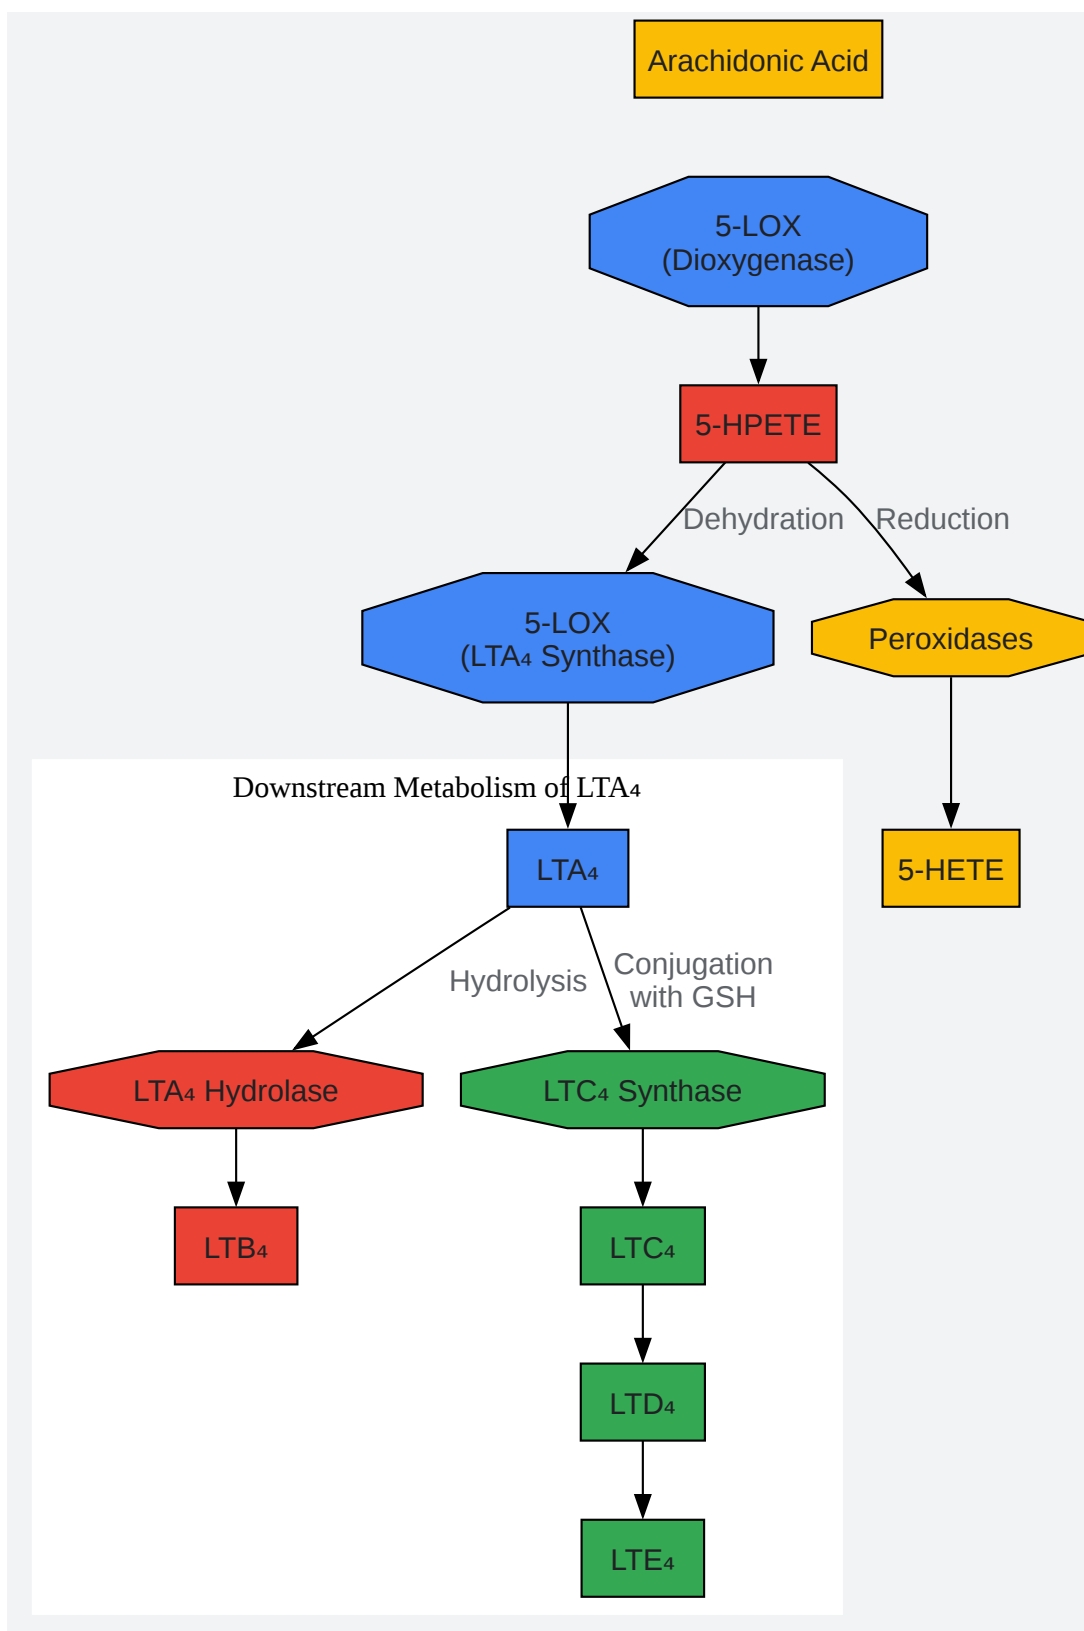 Arachidonic Acid
5-LOX
(Dioxygenase)
5-HPETE
Dehydration
Reduction
5-LOX
(LTA₄ Synthase)
Peroxidases
Downstream Metabolism of LTA₄
LTA₄
5-HETE
Hydrolysis
Conjugation
with GSH
LTA₄ Hydrolase
LTC₄ Synthase
LTB₄
LTC₄
LTD₄
LTE₄